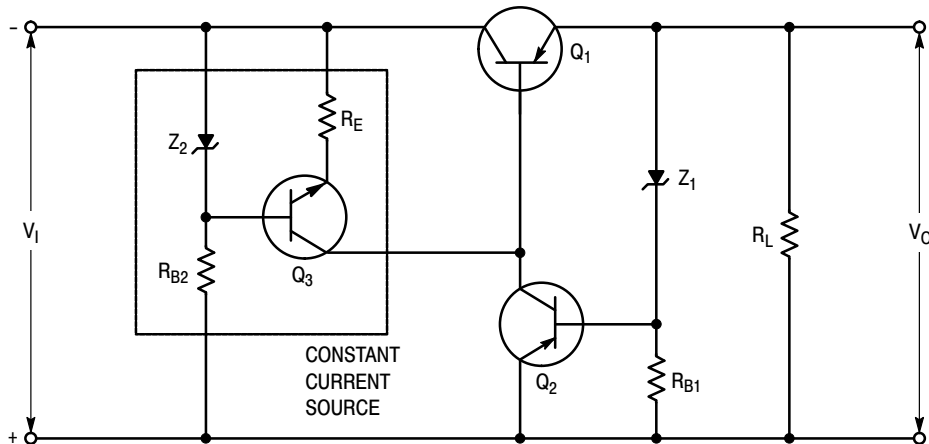 -
Q1
RE
Z2
Z1
VI
RL
VO
RB2
Q3
CONSTANT
CURRENT
SOURCE
Q2
RB1
+